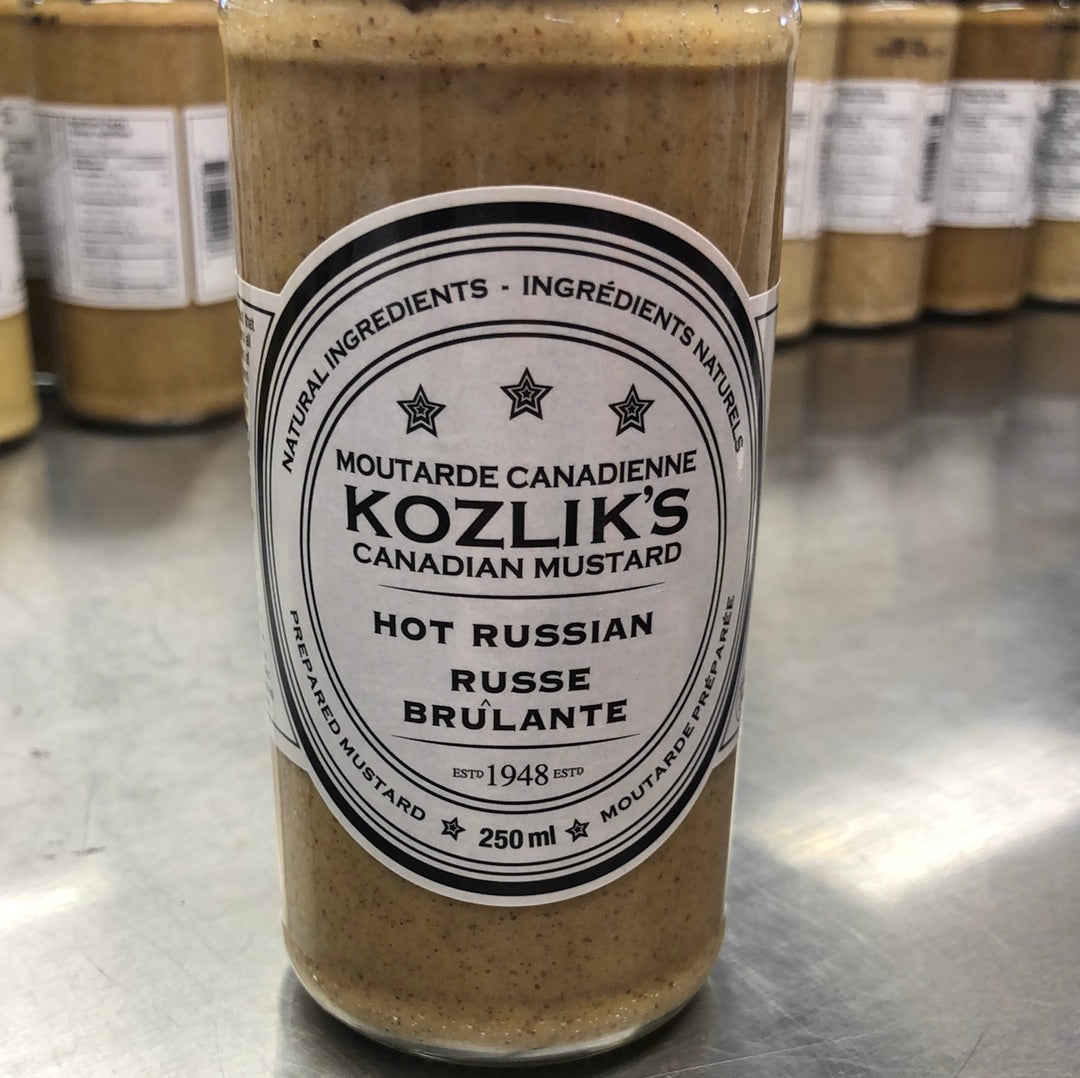 NATURAL INGREDIENTS - INGRÉDIENTS NATURELS
MOUTARDE CANADIENNE
KOZLIK'S
CANADIAN MUSTARD
HOT RUSSIAN
RUSSE
BRÛLANTE
ESTD 1948 ESTD
PREPARED MUSTARD ★ 250 ml ★ MOUTARDE PRÉPARÉE